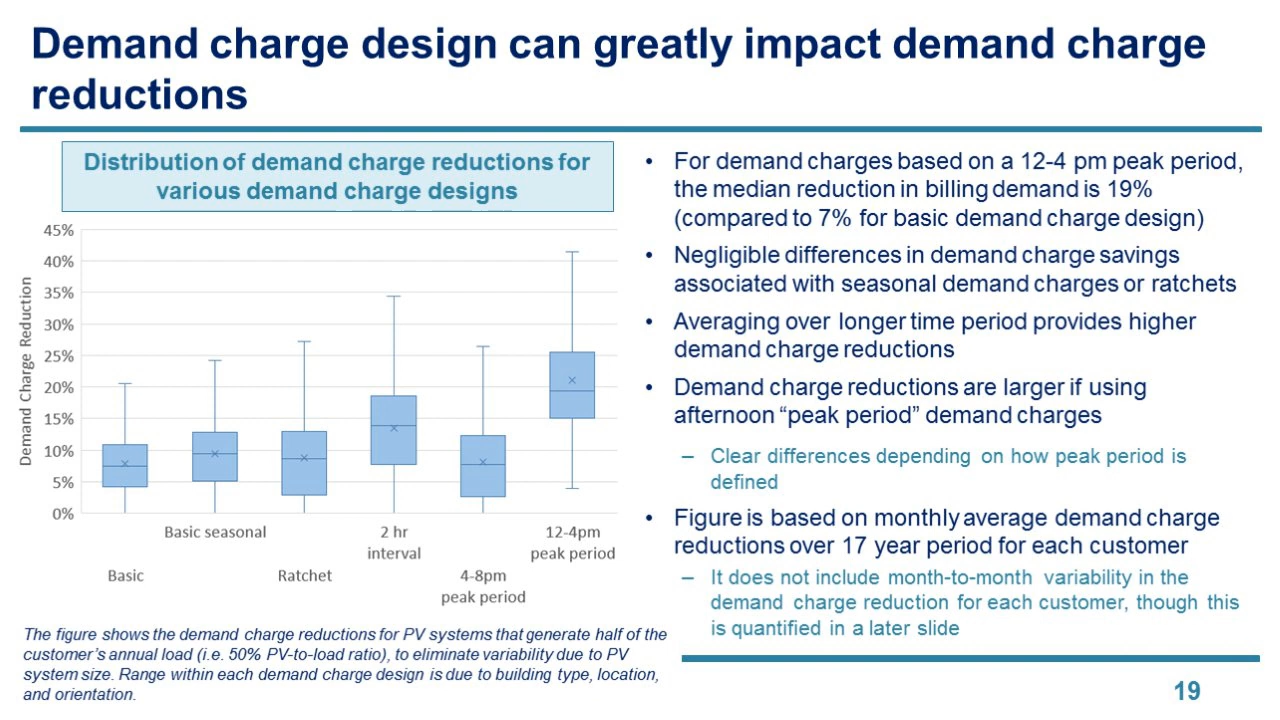 Demand charge design can greatly impact demand charge
reductions
Distribution of demand charge reductions for
various demand charge designs
Demand Charge Reduction
45%
40%
35%
30%
25%
20%
15%
10%
5%
0%
Basic seasonal
2 hr
interval
12-4pm
peak period
Basic
Ratchet
4-8pm
peak period
The figure shows the demand charge reductions for PV systems that generate half of the
customer's annual load (i.e. 50% PV-to-load ratio), to eliminate variability due to PV
system size. Range within each demand charge design is due to building type, location,
and orientation.
• For demand charges based on a 12-4 pm peak period,
the median reduction in billing demand is 19%
(compared to 7% for basic demand charge design)
• Negligible differences in demand charge savings
associated with seasonal demand charges or ratchets
• Averaging over longer time period provides higher
demand charge reductions
• Demand charge reductions are larger if using
afternoon “peak period” demand charges
– Clear differences depending on how peak period is
defined
• Figure is based on monthly average demand charge
reductions over 17 year period for each customer
– It does not include month-to-month variability in the
demand charge reduction for each customer, though this
is quantified in a later slide
19